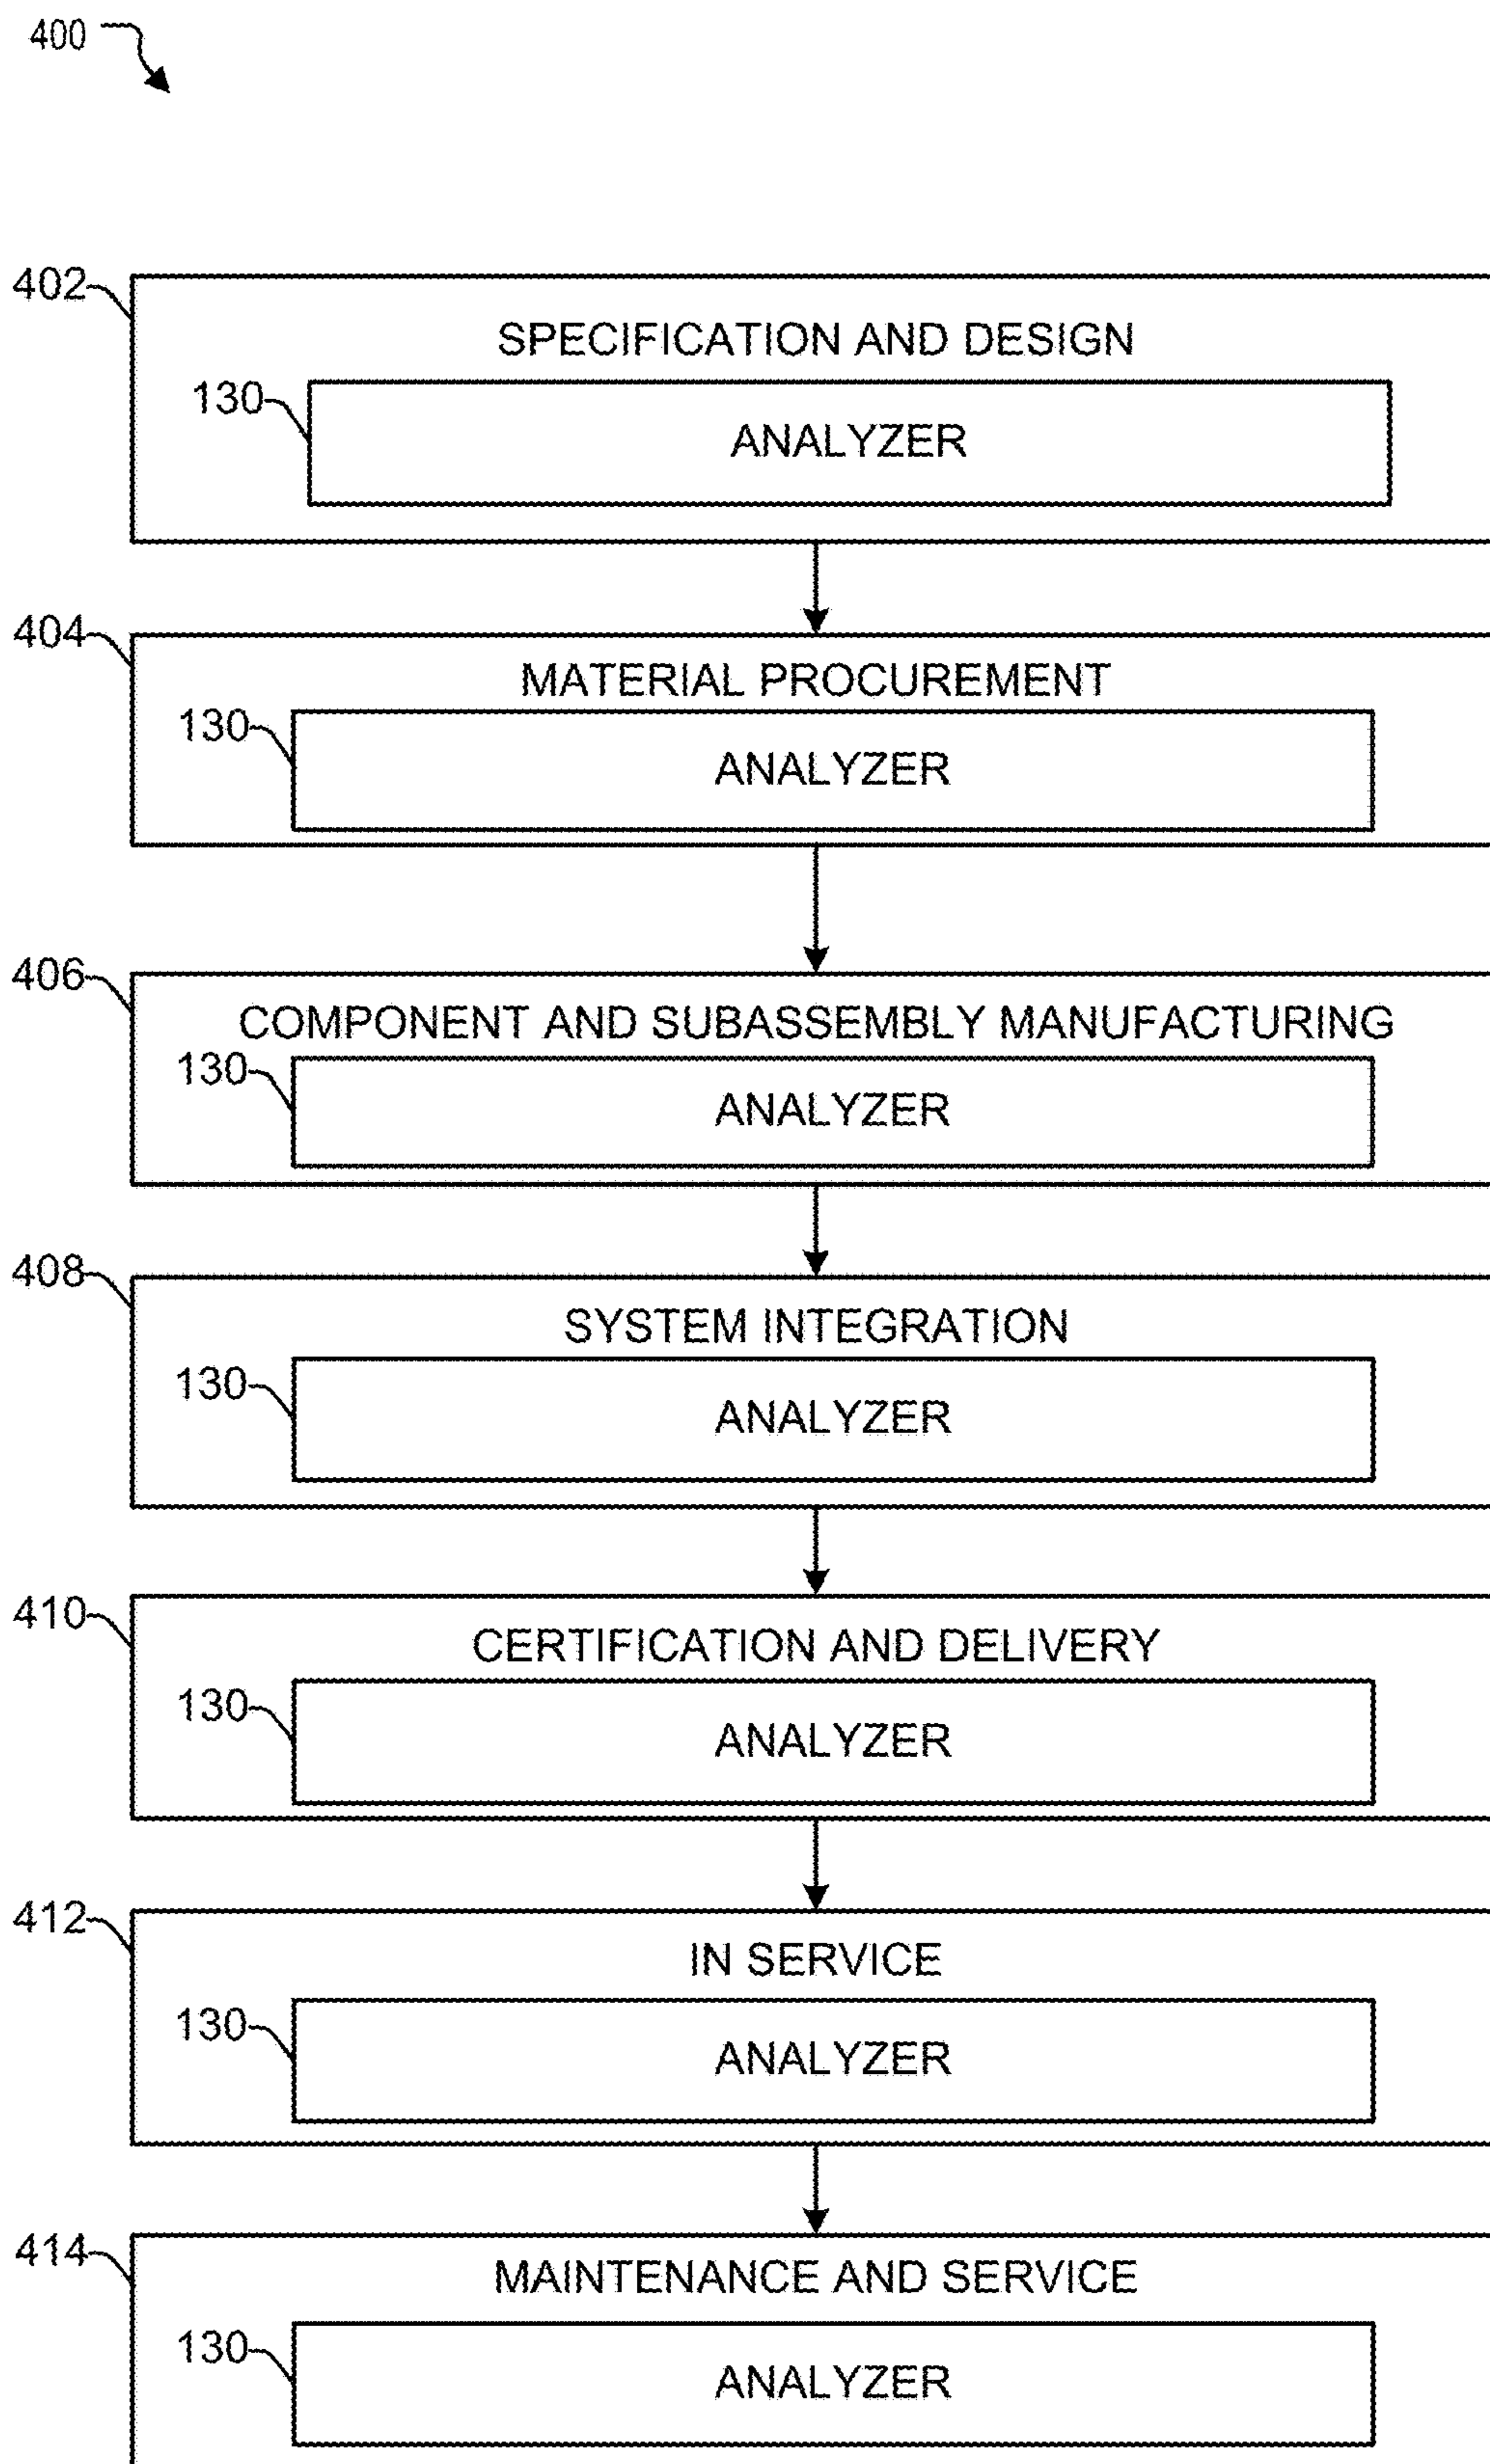 400
402
SPECIFICATION AND DESIGN
130
ANALYZER
404
MATERIAL PROCUREMENT
130
ANALYZER
406
COMPONENT AND SUBASSEMBLY MANUFACTURING
130
ANALYZER
408
SYSTEM INTEGRATION
130
ANALYZER
410
CERTIFICATION AND DELIVERY
130
ANALYZER
412
IN SERVICE
130
ANALYZER
414
MAINTENANCE AND SERVICE
130
ANALYZER